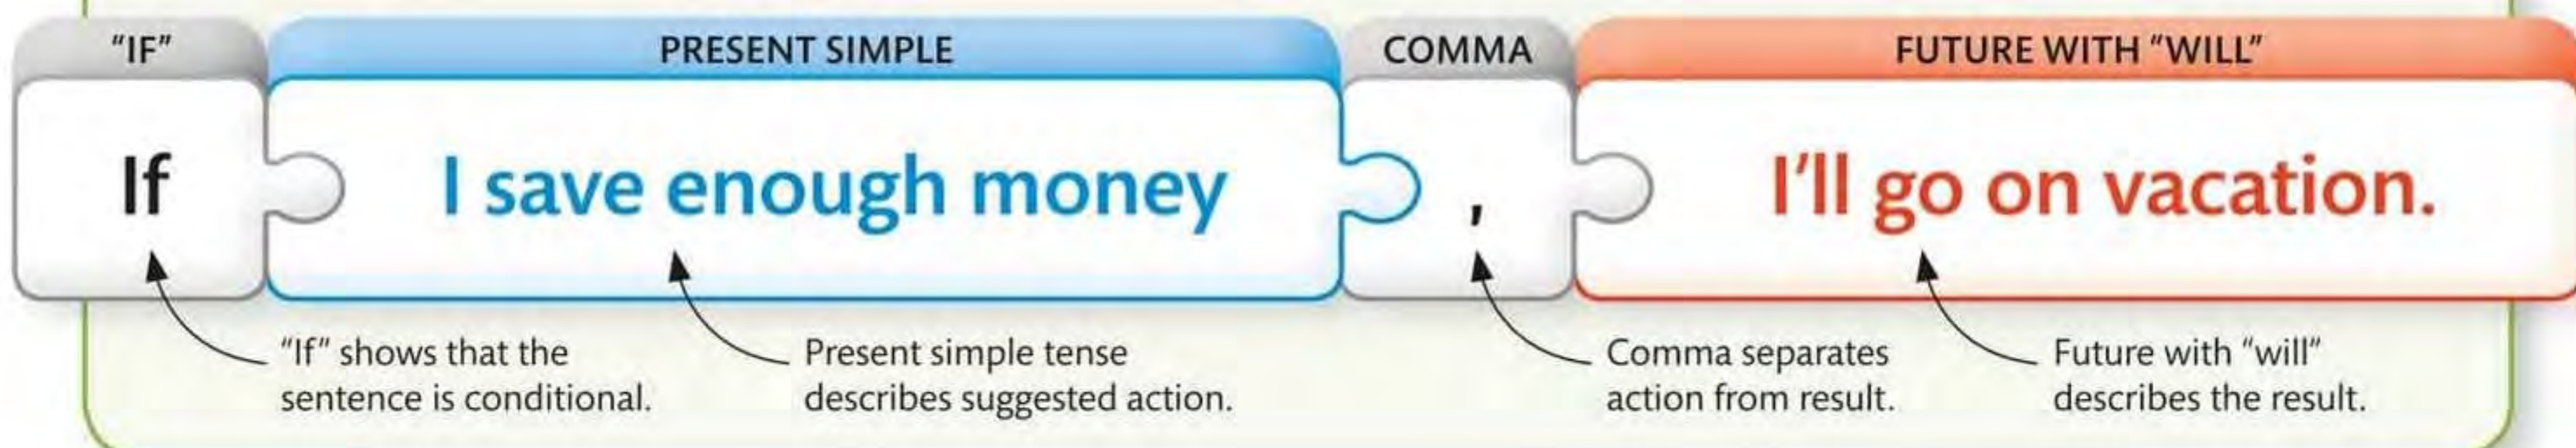 "IF"
PRESENT SIMPLE
COMMA
FUTURE WITH "WILL"
If
I save enough money
,
I'll go on vacation.
"If" shows that the
sentence is conditional.
Present simple tense
describes suggested action.
Comma separates
action from result.
Future with "will"
describes the result.